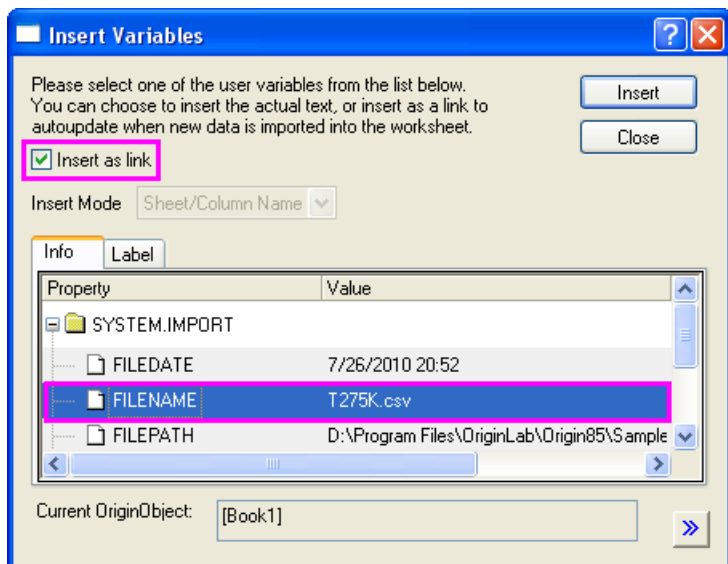 Insert Variables
Please select one of the user variables from the list below.
You can choose to insert the actual text, or insert as a link to
autoupdate when new data is imported into the worksheet.
Insert
Close
Insert as link
Insert Mode Sheet/Column Name
Info Label
Property Value
SYSTEM.IMPORT
FILEDATE 7/26/2010 20:52
FILENAME T275K.csv
FILEPATH D:\Program Files\OriginLab\Origin85\Sample
Current OriginObject: [Book1]